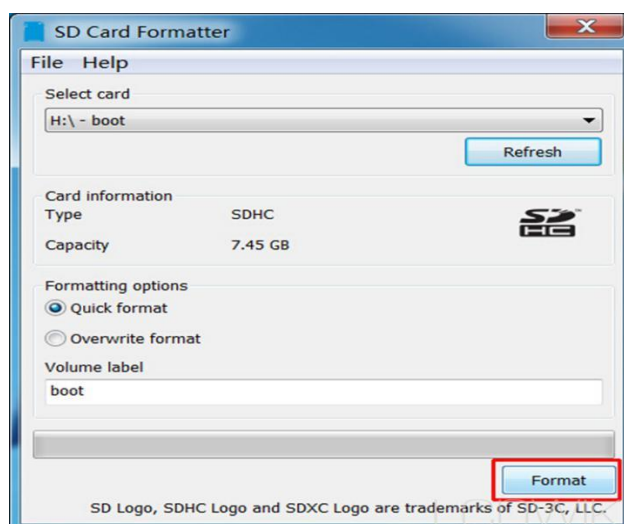 SD Card Formatter
File Help
Select card
H:\ - boot
Refresh
Card information
Type SDHC
Capacity 7.45 GB
SD
HC
Formatting options
Quick format
Overwrite format
Volume label
boot
Format
SD Logo, SDHC Logo and SDXC Logo are trademarks of SD-3C, LLC.